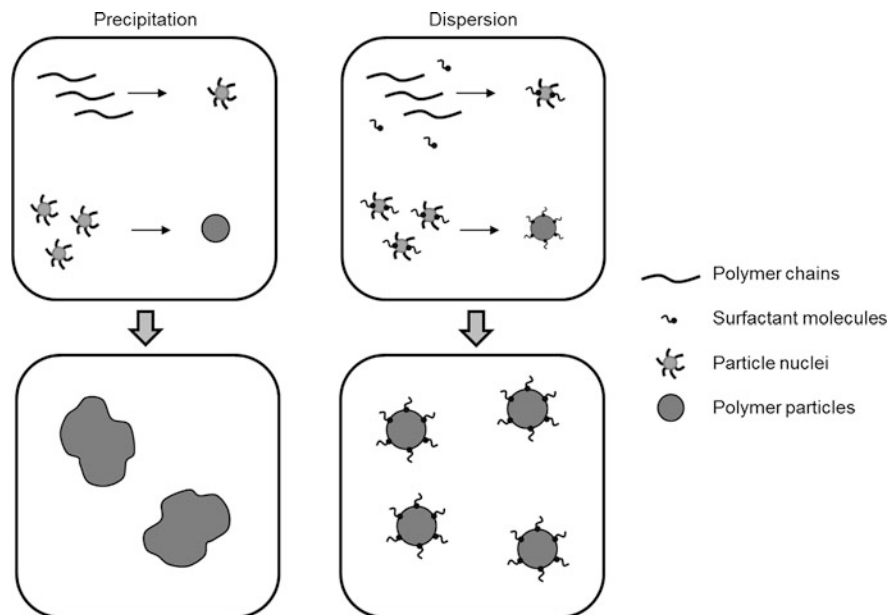 Precipitation
Dispersion
Polymer chains
Surfactant molecules
Particle nuclei
Polymer particles